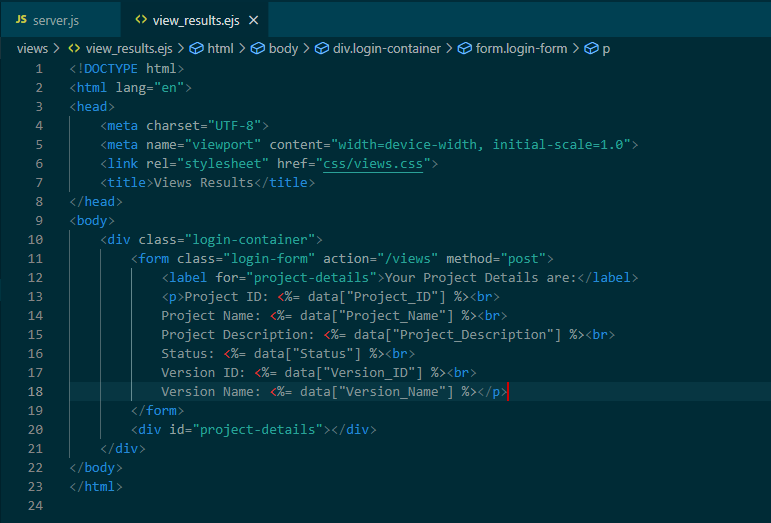 JS server.js <> view_results.ejs ×
views > <> view_results.ejs > html > body > div.login-container > form.login-form > p
1 <!DOCTYPE html>
2 <html lang="en">
3 <head>
4 <meta charset="UTF-8">
5 <meta name="viewport" content="width=device-width, initial-scale=1.0">
6 <link rel="stylesheet" href="css/views.css">
7 <title>Views Results</title>
8 </head>
9 <body>
10 <div class="login-container">
11 <form class="login-form" action="/views" method="post">
12 <label for="project-details">Your Project Details are:</label>
13 <p>Project ID: <%= data["Project_ID"] %><br>
14 Project Name: <%= data["Project_Name"] %><br>
15 Project Description: <%= data["Project_Description"] %><br>
16 Status: <%= data["Status"] %><br>
17 Version ID: <%= data["Version_ID"] %><br>
18 Version Name: <%= data["Version_Name"] %></p>
19 </form>
20 <div id="project-details"></div>
21 </div>
22 </body>
23 </html>
24